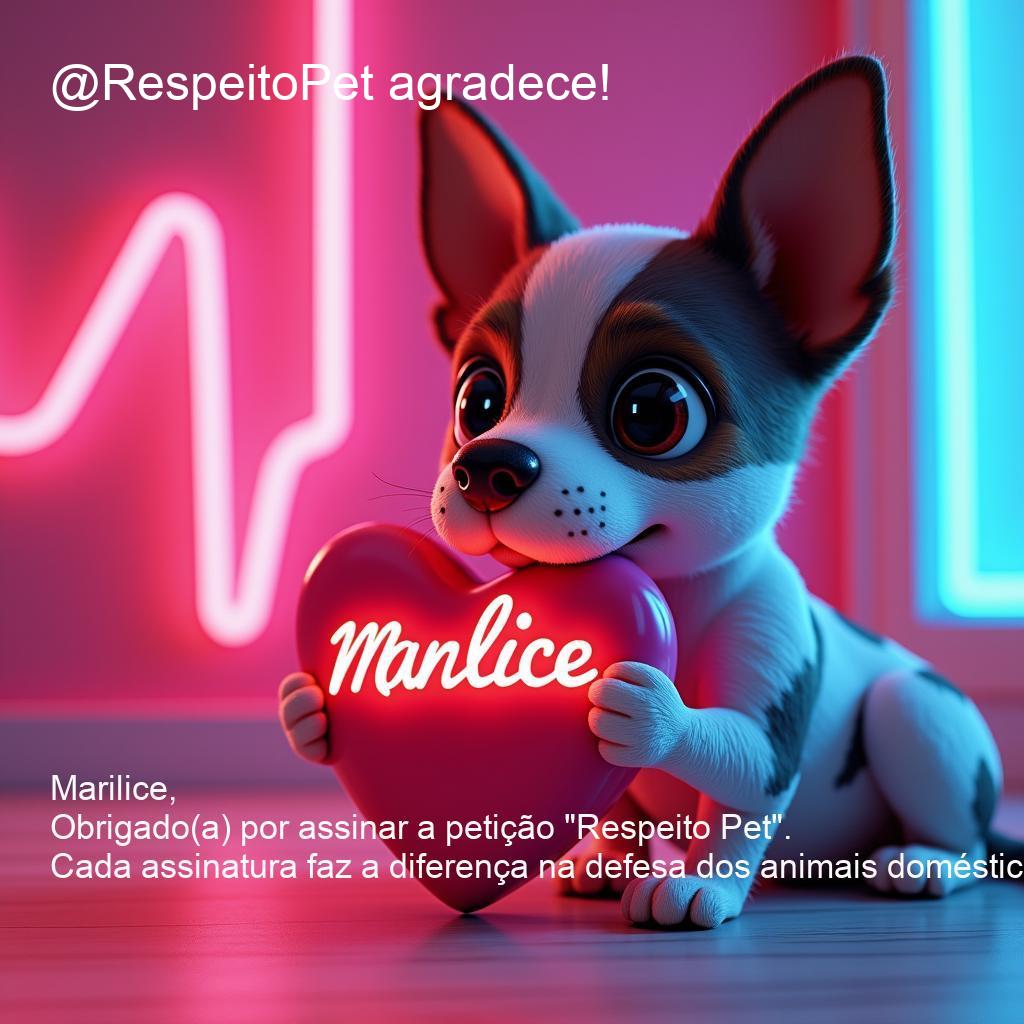 @RespeitoPet agradece!
Manlice
Marilice,
Obrigado(a) por assinar a petição "Respeito Pet".
Cada assinatura faz a diferença na defesa dos animais doméstic